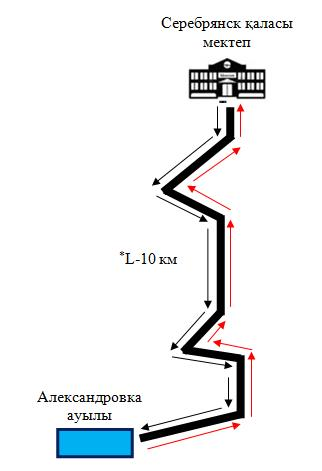 Серебрянск қаласы
мектеп
*L-10 км
Александровка
ауылы